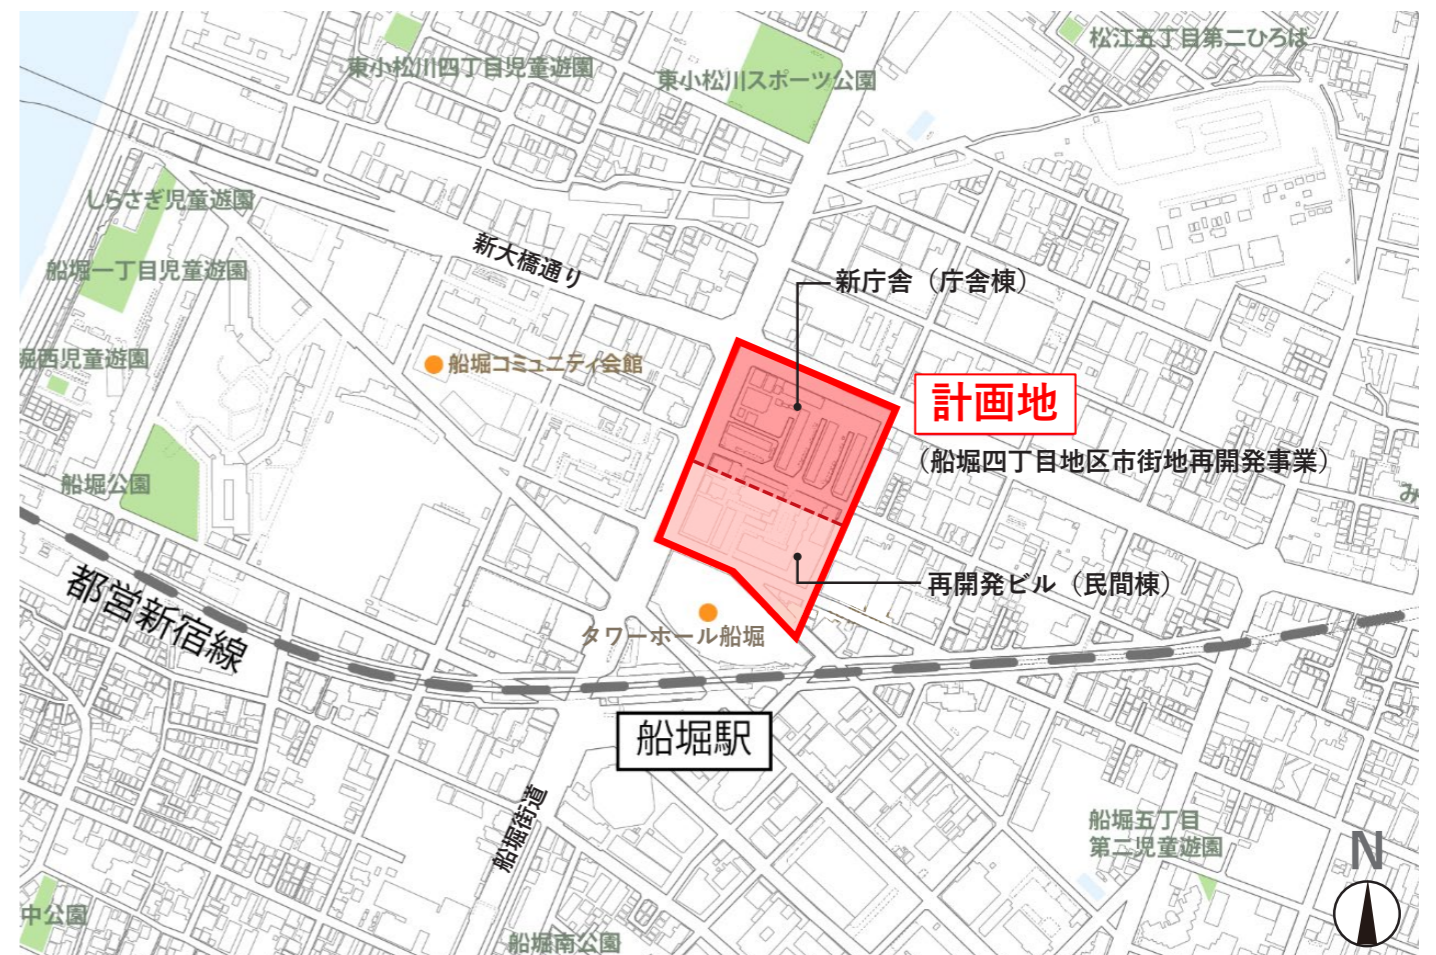 松江五丁目第二ひろば
東小松川四丁目児童遊園
東小松川スポーツ公園
しらさぎ児童遊園
新大橋通り
船堀一丁目児童遊園
新庁舎（庁舎棟）
堀西児童遊園
船堀コミュニティ会館
計画地
（船堀四丁目地区市街地再開発事業）
船堀公園
み
再開発ビル（民間棟）
都営新宿線
タワーホール船堀
船堀駅
船堀街道
船堀五丁目
第二児童遊園
N
中公園
船堀南公園